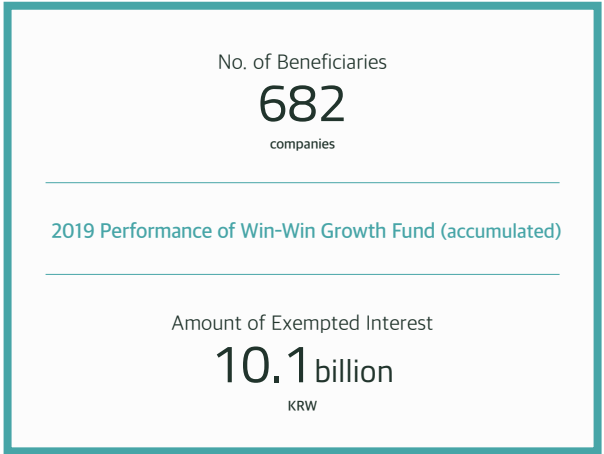 No. of Beneficiaries
682
companies
2019 Performance of Win-Win Growth Fund (accumulated)
Amount of Exempted Interest
10.1 billion
KRW